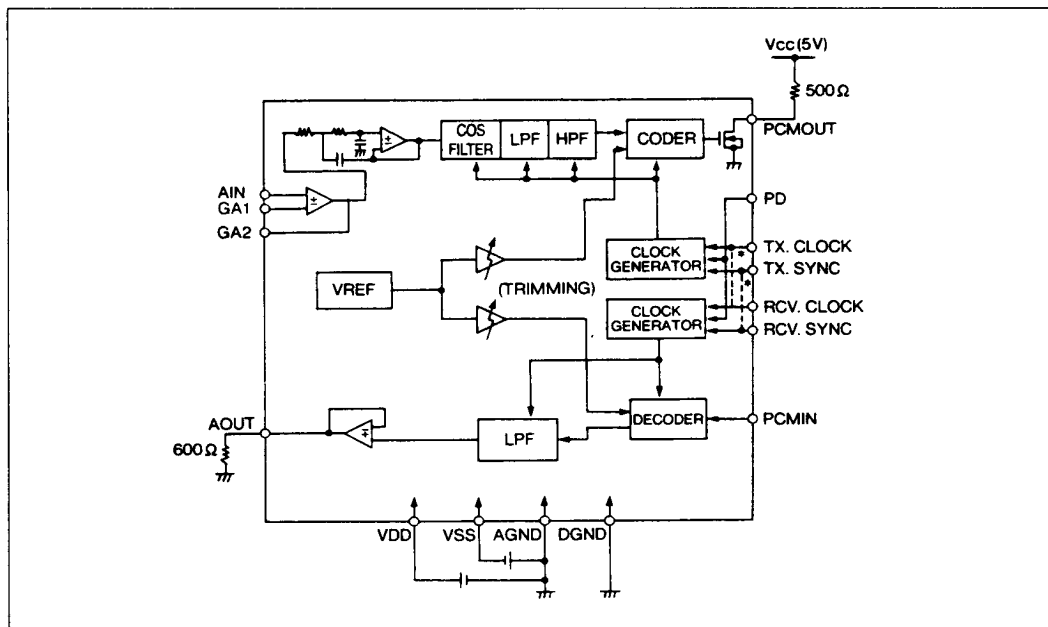 Vcc(5V)
500Ω
PCMOUT
COS FILTER
LPF
HPF
CODER
±
AIN
GA1
GA2
±
PD
TX. CLOCK
*
TX. SYNC
*
CLOCK GENERATOR
VREF
(TRIMMING)
CLOCK GENERATOR
RCV. CLOCK
RCV. SYNC
AOUT
600Ω
LPF
DECODER
PCMIN
VDD
VSS
AGND
DGND